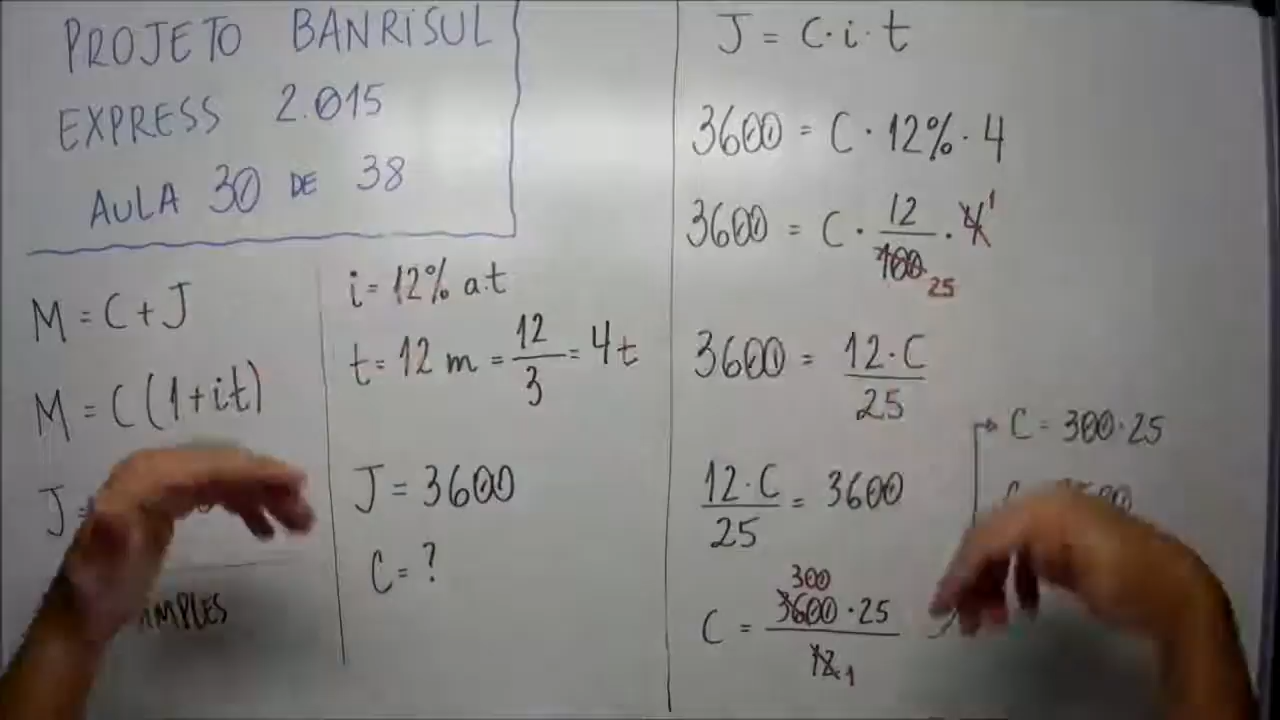 PROJETO BANRISUL
EXPRESS 2.015
AULA 30 DE 38
M = C + J
M = C (1 + it)
J =
i = 12% a.t
t = 12 m = 12/3 = 4t
J = 3600
C = ?
J = C · i · t
3600 = C · 12% · 4
3600 = C · 12/100 25 · 4 1
3600 = 12 · C/25
12 · C/25 = 3600
C = 300 3600 · 25/12 1
C = 300 · 25